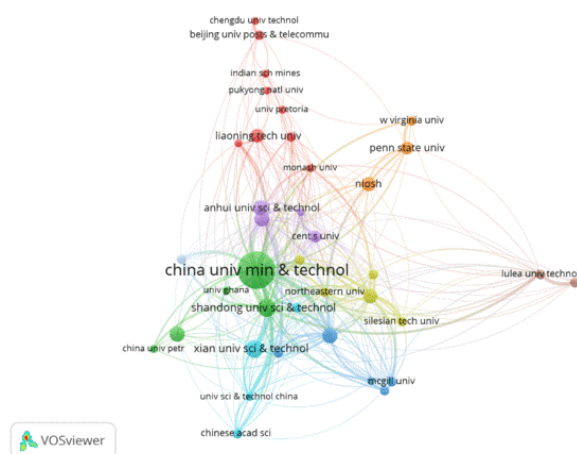 chengdu univ technol
beijing univ posts & telecommu
indian sch mines
pukyong natl univ
univ pretoria
liaoning tech univ
w virginia univ
penn state univ
monash univ
niosh
anhui univ sci & technol
cent s univ
china univ min & technol
lulea univ technol
univ ghana
northeastern univ
shandong univ sci & technol
silesian tech univ
china univ petr
xian univ sci & technol
mcgill univ
univ sci & technol china
chinese acad sci
VOSviewer